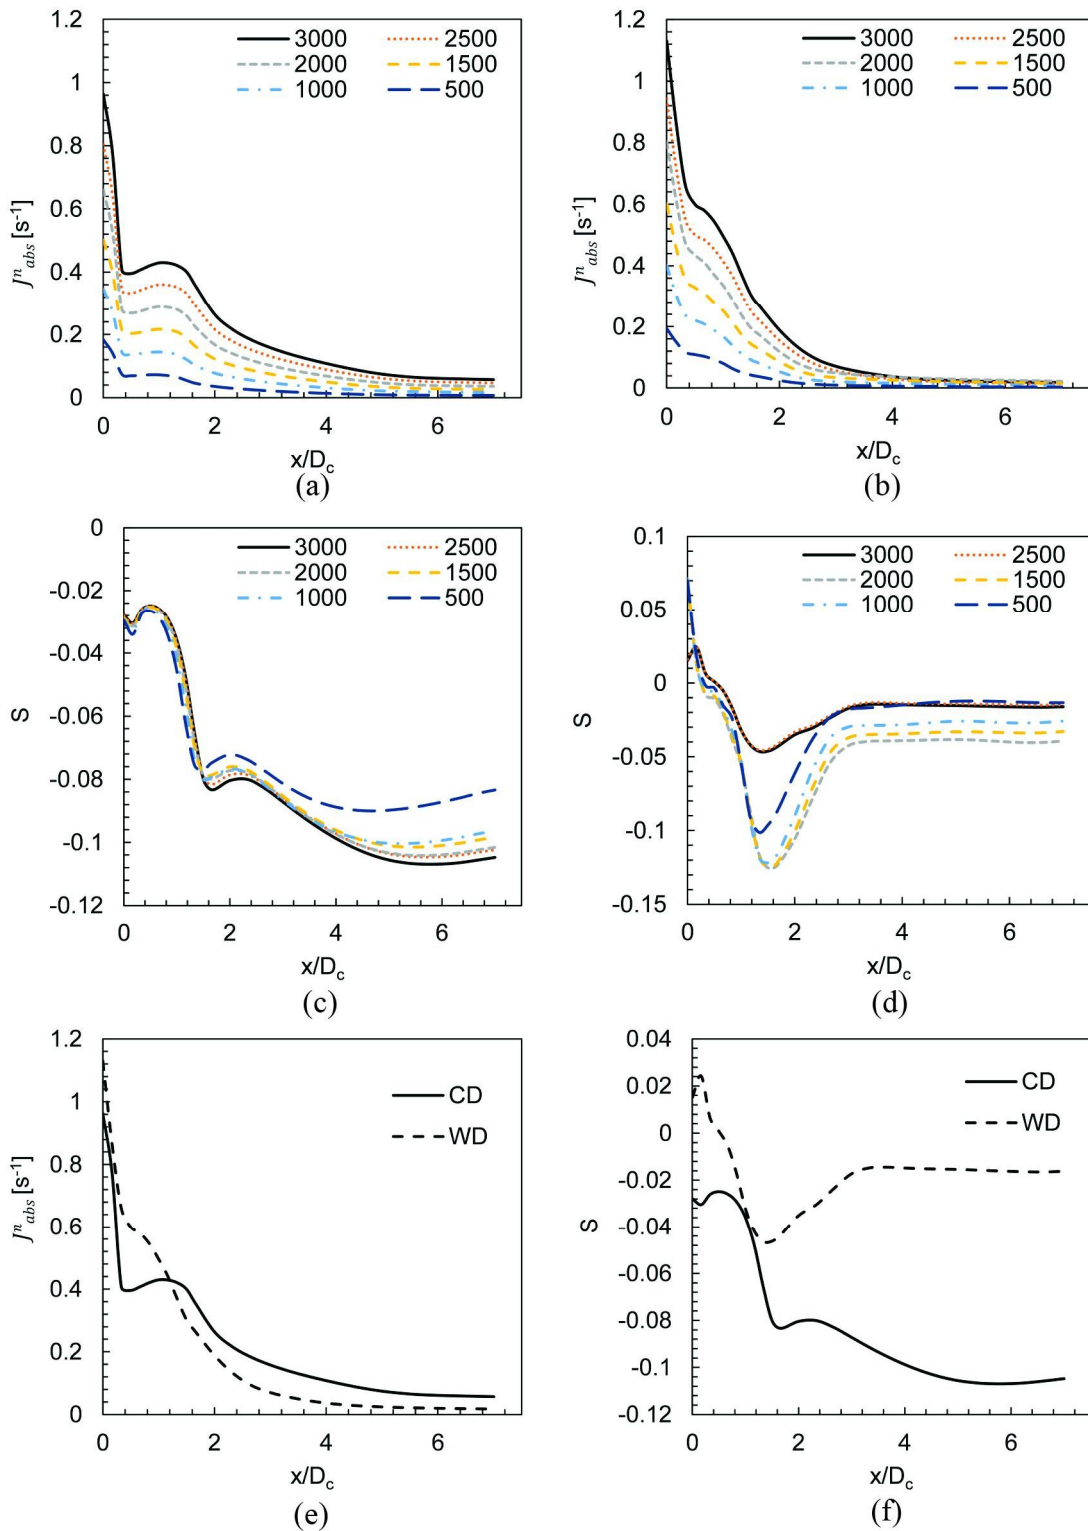 1.2
1
0.8
0.6
0.4
0.2
0
0 2 4 6
J^n_abs [s^-1]
x/D_c
3000 2500
2000 1500
1000 500
(a)
1.2
1
0.8
0.6
0.4
0.2
0
0 2 4 6
J^n_abs [s^-1]
x/D_c
3000 2500
2000 1500
1000 500
(b)
0
-0.02
-0.04
-0.06
-0.08
-0.1
-0.12
0 2 4 6
S
x/D_c
3000 2500
2000 1500
1000 500
(c)
0.1
0.05
0
-0.05
-0.1
-0.15
0 2 4 6
S
x/D_c
3000 2500
2000 1500
1000 500
(d)
1.2
1
0.8
0.6
0.4
0.2
0
0 2 4 6
J^n_abs [s^-1]
x/D_c
CD
WD
(e)
0.04
0.02
0
-0.02
-0.04
-0.06
-0.08
-0.1
-0.12
0 2 4 6
S
x/D_c
CD
WD
(f)